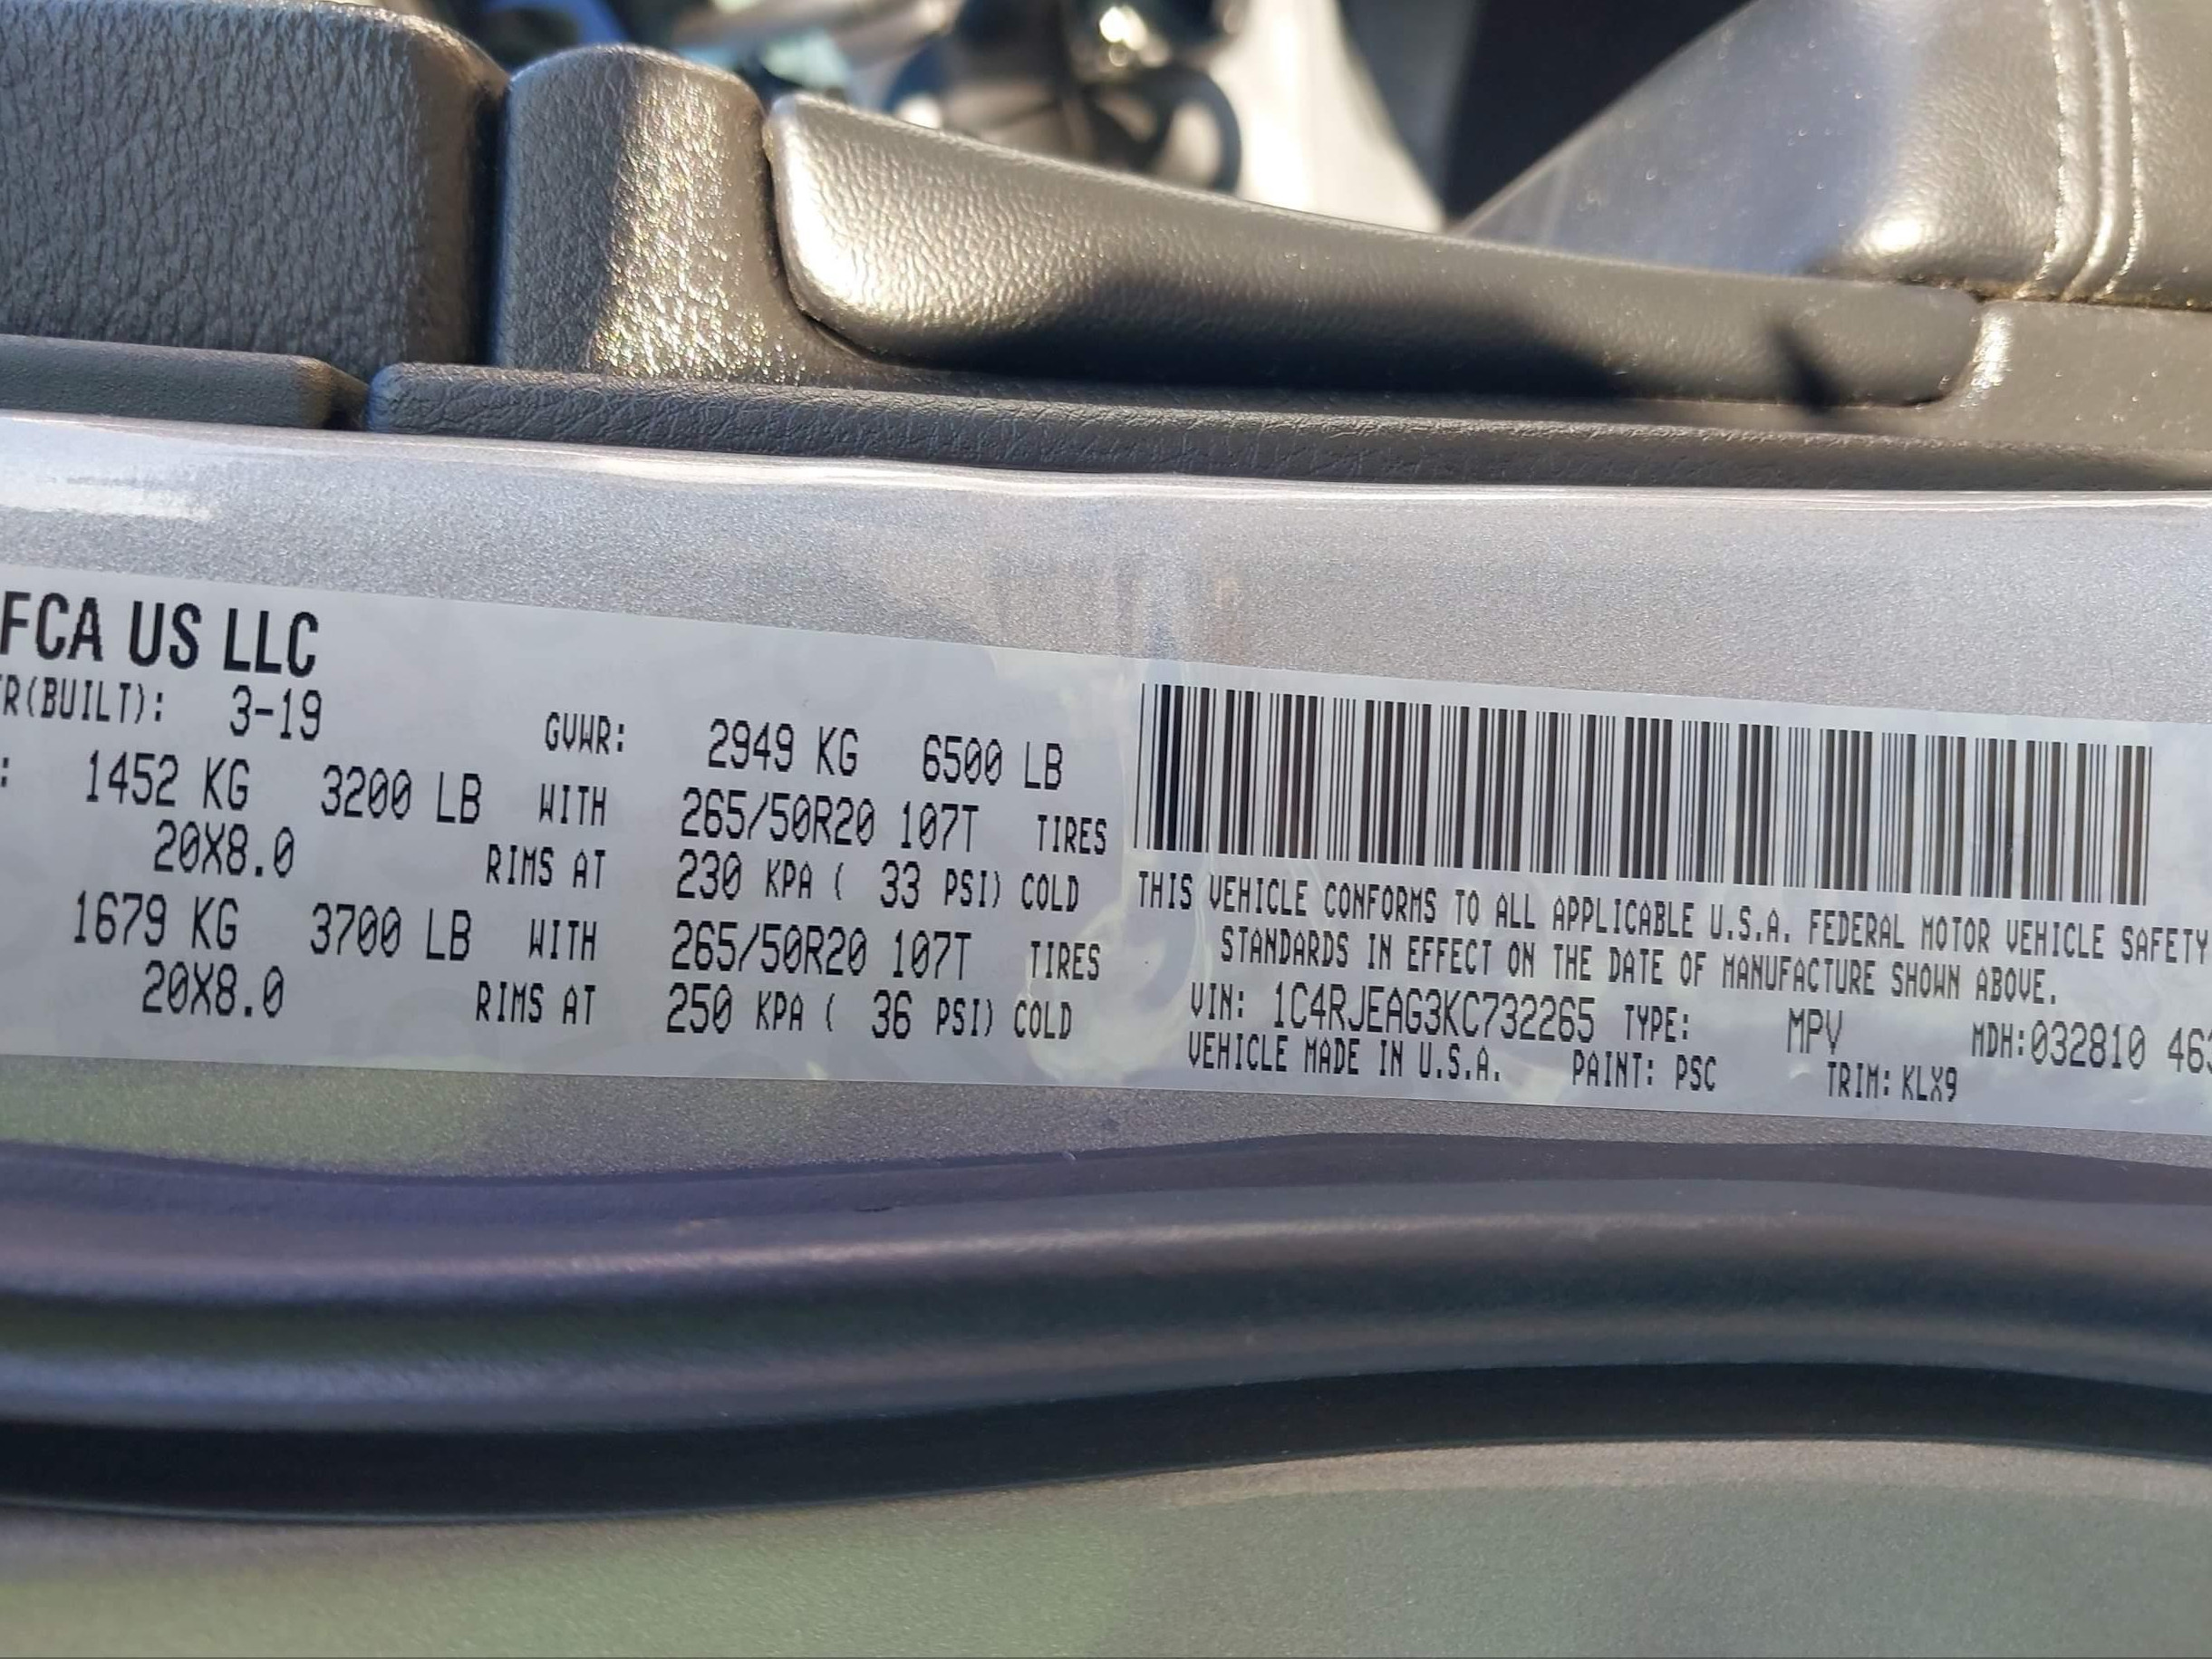 FCA US LLC
R(BUILT): 3-19 GVWR: 2949 KG 6500 LB
: 1452 KG 3200 LB WITH 265/50R20 107T TIRES
20X8.0 RIMS AT 230 KPA ( 33 PSI) COLD
1679 KG 3700 LB WITH 265/50R20 107T TIRES
20X8.0 RIMS AT 250 KPA ( 36 PSI) COLD
THIS VEHICLE CONFORMS TO ALL APPLICABLE U.S.A. FEDERAL MOTOR VEHICLE SAFETY
STANDARDS IN EFFECT ON THE DATE OF MANUFACTURE SHOWN ABOVE.
VIN: 1C4RJEAG3KC732265 TYPE: MPV MDH:032810 46
VEHICLE MADE IN U.S.A. PAINT: PSC TRIM: KLX9